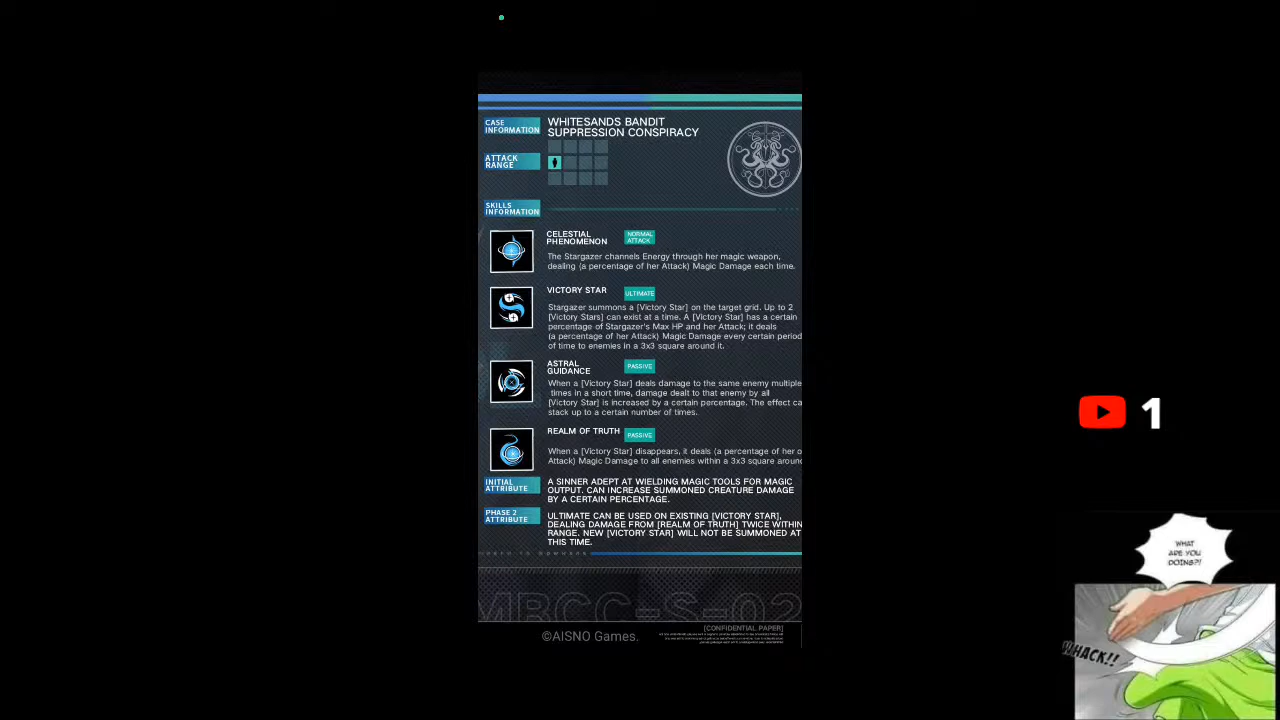 CASE
INFORMATION
WHITESANDS BANDIT
SUPPRESSION CONSPIRACY
ATTACK
RANGE
SKILLS
INFORMATION
CELESTIAL
PHENOMENON
NORMAL
ATTACK
The Stargazer channels Energy through her magic weapon,
dealing (a percentage of her Attack) Magic Damage each time.
VICTORY STAR
ULTIMATE
Stargazer summons a [Victory Star] on the target grid. Up to 2
[Victory Stars] can exist at a time. A [Victory Star] has a certain
percentage of Stargazer's Max HP and her Attack; it deals
(a percentage of her Attack) Magic Damage every certain period
of time to enemies in a 3x3 square around it.
ASTRAL
GUIDANCE
PASSIVE
When a [Victory Star] deals damage to the same enemy multiple
times in a short time, damage dealt to that enemy by all
[Victory Star] is increased by a certain percentage. The effect ca
stack up to a certain number of times.
REALM OF TRUTH
PASSIVE
When a [Victory Star] disappears, it deals (a percentage of her o
Attack) Magic Damage to all enemies within a 3x3 square around
INITIAL
ATTRIBUTE
A SINNER ADEPT AT WIELDING MAGIC TOOLS FOR MAGIC
OUTPUT. CAN INCREASE SUMMONED CREATURE DAMAGE
BY A CERTAIN PERCENTAGE.
PHASE 2
ATTRIBUTE
ULTIMATE CAN BE USED ON EXISTING [VICTORY STAR],
DEALING DAMAGE FROM [REALM OF TRUTH] TWICE WITHIN
RANGE. NEW [VICTORY STAR] WILL NOT BE SUMMONED AT
THIS TIME.
MBCC-S-02
©AISNO Games.
[CONFIDENTIAL PAPER]
1
WHAT
ARE YOU
DOING?!
WHACK!!